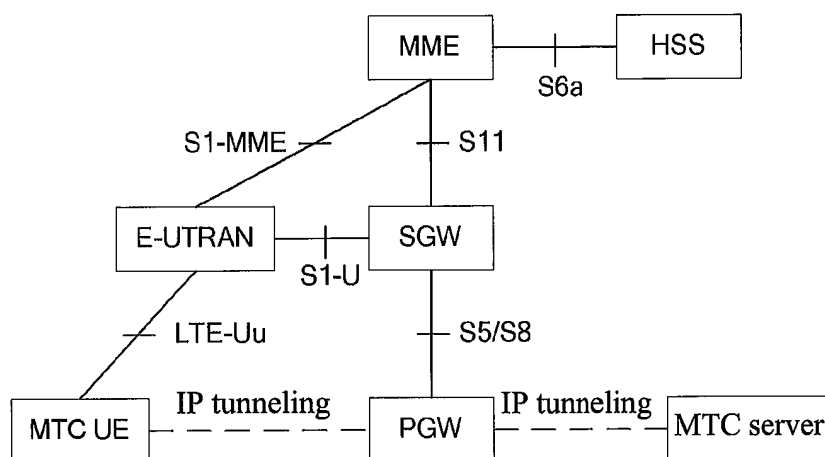 MME
HSS
S6a
S1-MME
S11
E-UTRAN
SGW
S1-U
LTE-Uu
S5/S8
IP tunneling
IP tunneling
MTC UE
PGW
MTC server